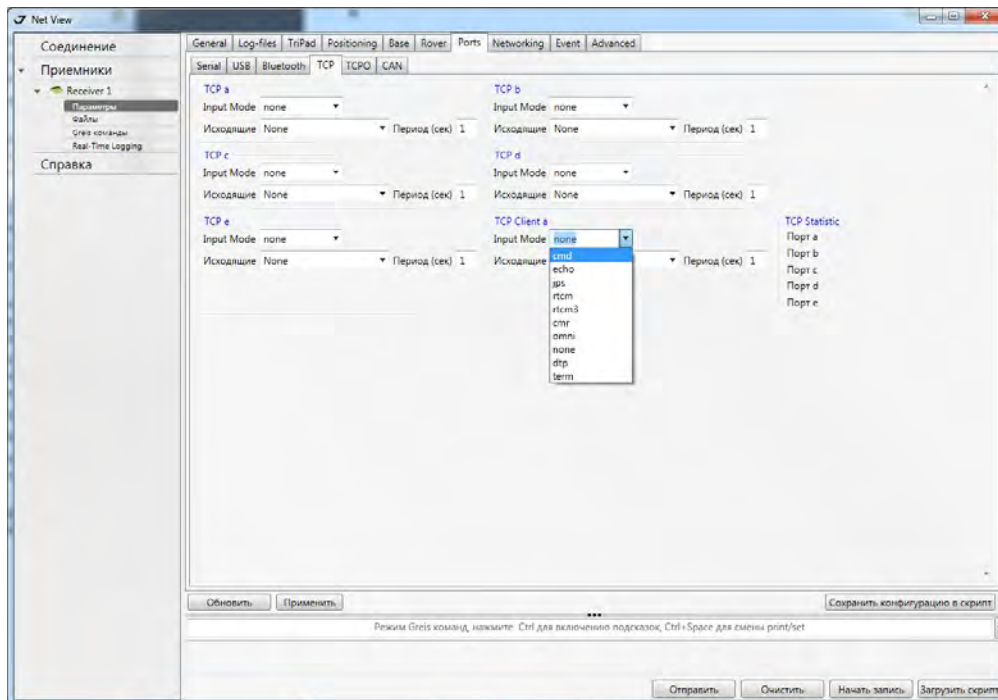 Net View
Соединение
Приемники
Receiver 1
Параметры
Файлы
Greis команды
Real-Time Logging
Справка
General Log-files TriPad Positioning Base Rover Ports Networking Event Advanced
Serial USB Bluetooth TCP TCPO CAN
TCP a TCP b
Input Mode none Input Mode none
Исходящие None Период (сек) 1 Исходящие None Период (сек) 1
TCP c TCP d
Input Mode none Input Mode none
Исходящие None Период (сек) 1 Исходящие None Период (сек) 1
TCP e TCP Client a TCP Statistic
Input Mode none Input Mode none Порт a
Исходящие None Период (сек) 1 Исходящие Период (сек) 1 Порт b
Порт c
Порт d
Порт e
cmd
echo
jps
rtcm
rtcm3
cmr
omni
none
dtp
term
Обновить Применить Сохранить конфигурацию в скрипт
Режим Greis команд, нажмите Ctrl для включению подсказок, Ctrl+Space для смены print/set
Отправить Очистить Начать запись Загрузить скрипт